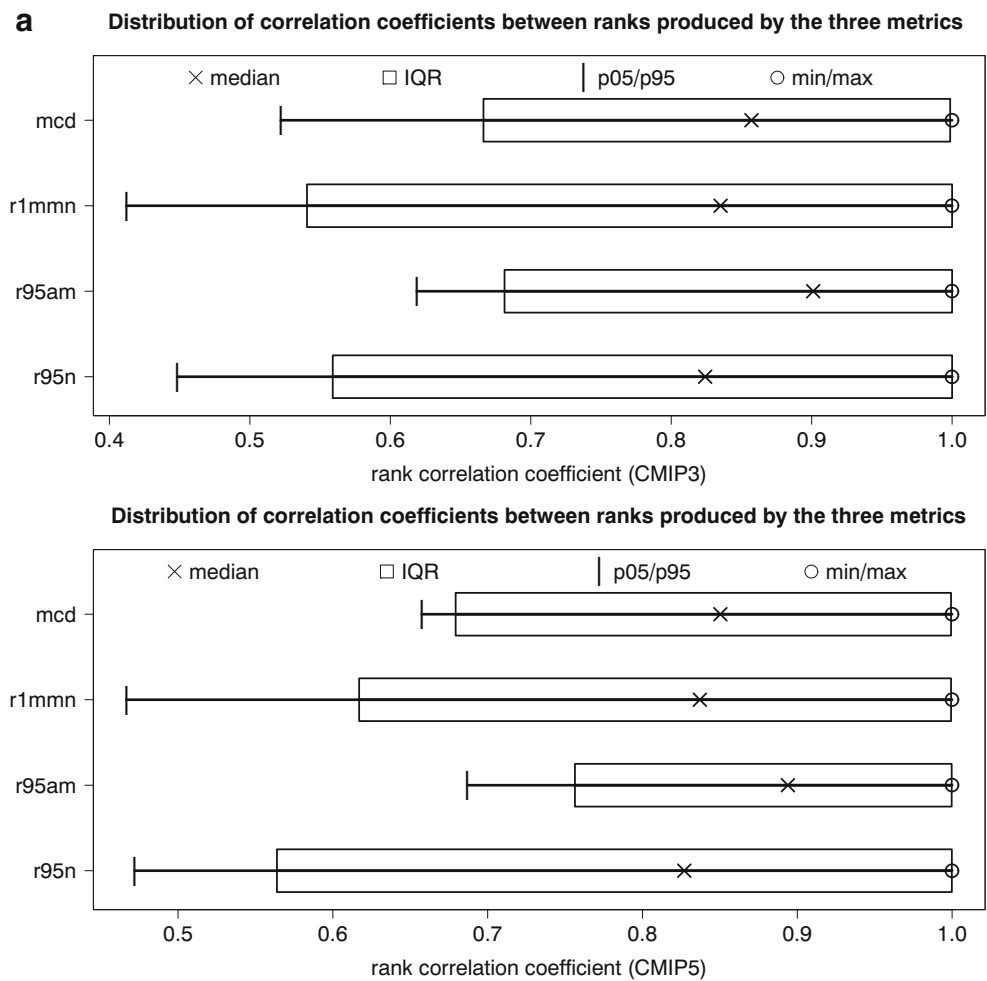 a
Distribution of correlation coefficients between ranks produced by the three metrics
median IQR p05/p95 min/max
mcd
r1mmn
r95am
r95n
0.4 0.5 0.6 0.7 0.8 0.9 1.0
rank correlation coefficient (CMIP3)
Distribution of correlation coefficients between ranks produced by the three metrics
median IQR p05/p95 min/max
mcd
r1mmn
r95am
r95n
0.5 0.6 0.7 0.8 0.9 1.0
rank correlation coefficient (CMIP5)